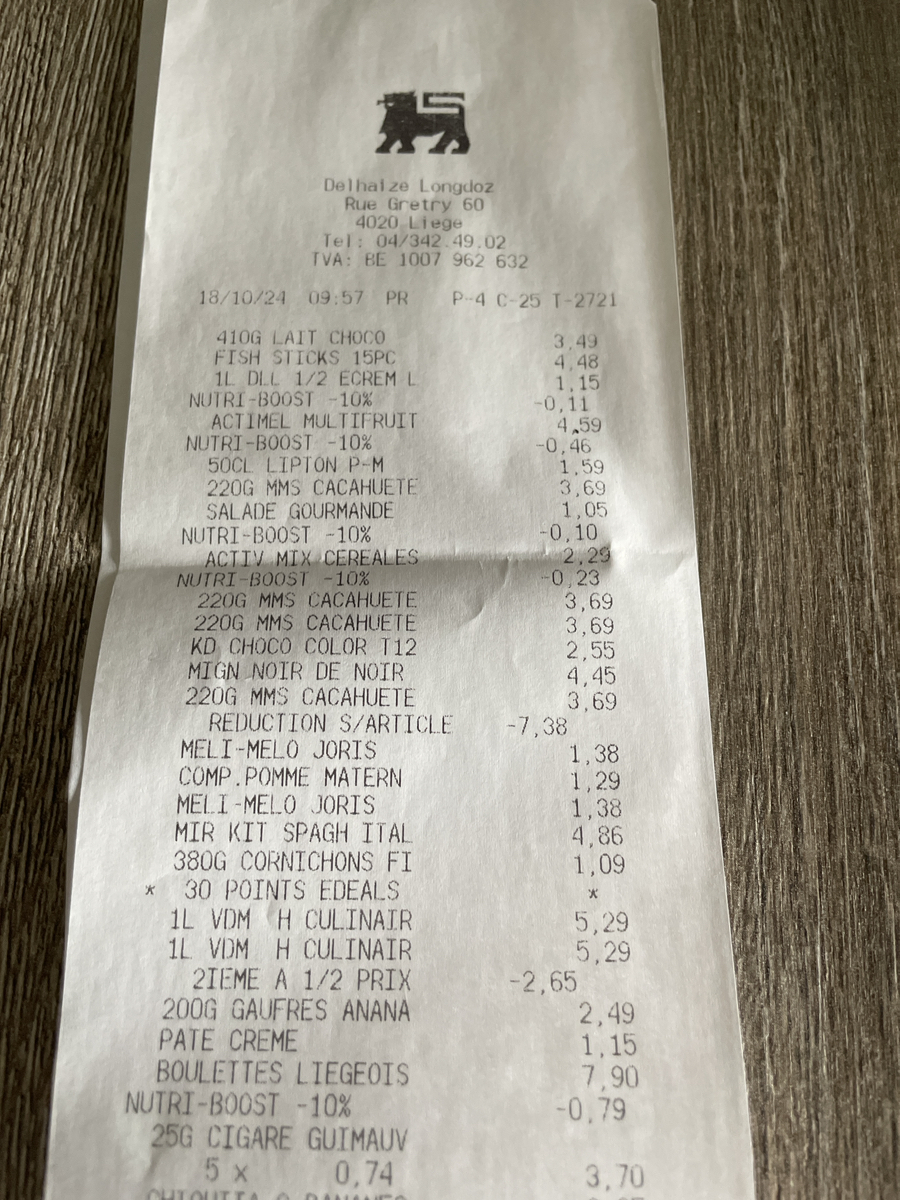 Delhaize Longdoz
Rue Gretry 60
4020 Liege
Tel: 04/342.49.02
TVA: BE 1007 962 632
18/10/24 09:57 PR P-4 C-25 T-2721
410G LAIT CHOCO 3,49
FISH STICKS 15PC 4,48
1L DLL 1/2 ECREM L 1,15
NUTRI-BOOST -10% -0,11
ACTIMEL MULTIFRUIT 4,59
NUTRI-BOOST -10% -0,46
50CL LIPTON P-M 1,59
220G MMS CACAHUETE 3,69
SALADE GOURMANDE 1,05
NUTRI-BOOST -10% -0,10
ACTIV MIX CEREALES 2,29
NUTRI-BOOST -10% -0,23
220G MMS CACAHUETE 3,69
220G MMS CACAHUETE 3,69
KD CHOCO COLOR T12 2,55
MIGN NOIR DE NOIR 4,45
220G MMS CACAHUETE 3,69
REDUCTION S/ARTICLE -7,38
MELI-MELO JORIS 1,38
COMP.POMME MATERN 1,29
MELI-MELO JORIS 1,38
MIR KIT SPAGH ITAL 4,86
380G CORNICHONS FI 1,09
* 30 POINTS EDEALS *
1L VDM H CULINAIR 5,29
1L VDM H CULINAIR 5,29
2IEME A 1/2 PRIX -2,65
200G GAUFRES ANANA 2,49
PATE CREME 1,15
BOULETTES LIEGEOIS 7,90
NUTRI-BOOST -10% -0,79
25G CIGARE GUIMAUV
5 x 0,74 3,70